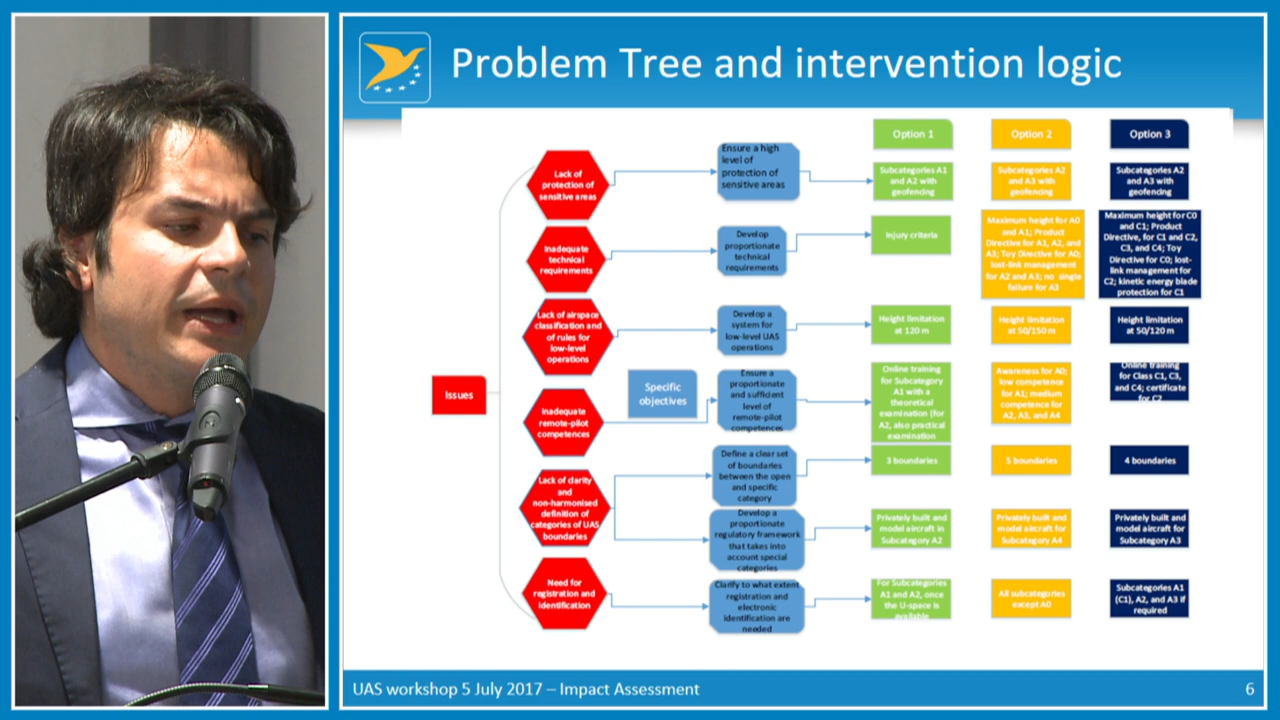 Problem Tree and intervention logic
Option 1
Option 2
Option 3
Issues
Specific
objectives
Lack of
protection of
sensitive areas
Ensure a high
level of
protection of
sensitive areas
Subcategories A1
and A2 with
geofencing
Subcategories A2
and A3 with
geofencing
Subcategories A2
and A3 with
geofencing
Inadequate
technical
requirements
Develop
proportionate
technical
requirements
Injury criteria
Maximum height for A0
and A1; Product
Directive for A1, A2, and
A3; Toy Directive for A0;
lost-link management
for A2 and A3; no single
failure for A3
Maximum height for C0
and C1; Product
Directive, for C1 and C2,
C3, and C4; Toy
Directive for C0; lost-
link management for
C2; kinetic energy blade
protection for C1
Lack of airspace
classification and
of rules for
low-level
operations
Develop a
system for
low-level UAS
operations
Height limitation
at 120 m
Height limitation
at 50/150 m
Height limitation
at 50/120 m
Inadequate
remote-pilot
competences
Ensure a
proportionate
and sufficient
level of
remote-pilot
competences
Online training
for Subcategory
A1 with a
theoretical
examination (for
A2, also practical
examination
Awareness for A0;
low competence
for A1; medium
competence for
A2, A3, and A4
Online training
for Class C1, C3,
and C4; certificate
for C2
Lack of clarity
and
non-harmonised
definition of
categories of UAS
boundaries
Define a clear set
of boundaries
between the open
and specific
category
3 boundaries
5 boundaries
4 boundaries
Develop a
proportionate
regulatory framework
that takes into
account special
categories
Privately built and
model aircraft in
Subcategory A2
Privately built and
model aircraft for
Subcategory A4
Privately built and
model aircraft for
Subcategory A3
Need for
registration and
identification
Clarify to what extent
registration and
electronic
identification are
needed
For Subcategories
A1 and A2, once
the U-space is
available
All subcategories
except A0
Subcategories A1
(C1), A2, and A3 if
required
UAS workshop 5 July 2017 – Impact Assessment
6